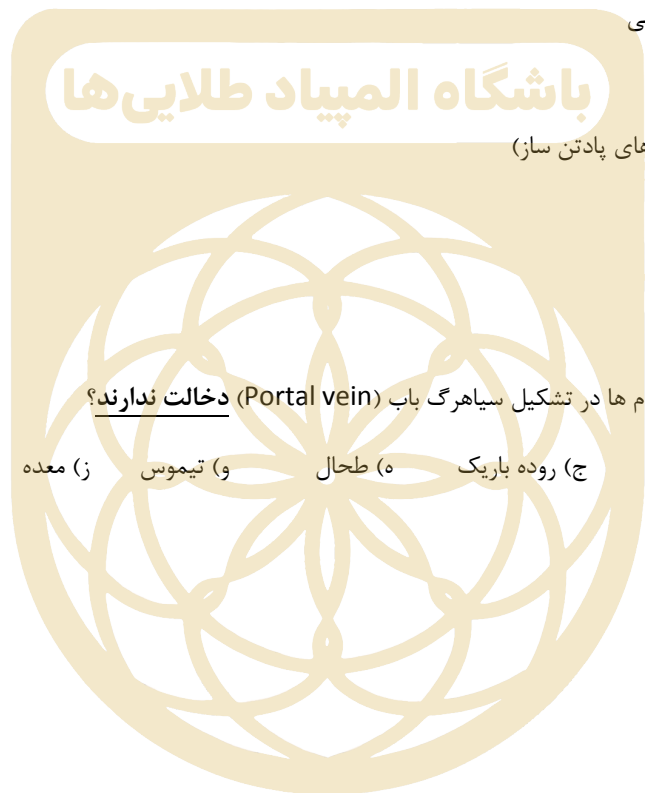 ی
باشگاه المپیاد طلایی‌ها
های پادتن ساز)
م ها در تشکیل سیاهرگ باب (Portal vein) دخالت ندارند؟
ج) روده باریک ه) طحال و) تیموس ز) معده